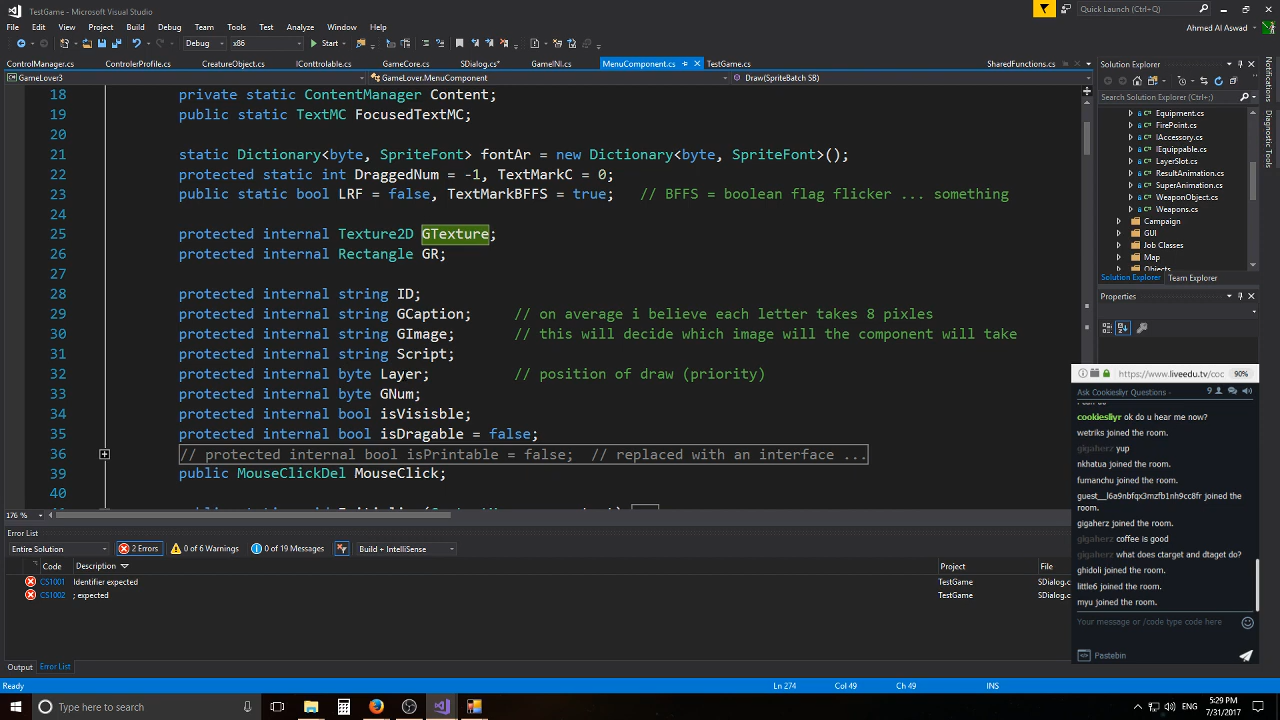 TestGame - Microsoft Visual Studio
Quick Launch (Ctrl+Q)
File Edit View Project Build Debug Team Tools Test Analyze Window Help
Ahmed Al Aswad
Debug x86 Start
ControlManager.cs ControlerProfile.cs CreatureObject.cs IControlable.cs GameCore.cs SDialog.cs* GameINI.cs MenuComponent.cs TestGame.cs SharedFunctions.cs
GameLover3 GameLover.MenuComponent Draw(SpriteBatch SB)
18 private static ContentManager Content;
19 public static TextMC FocusedTextMC;
20
21 static Dictionary<byte, SpriteFont> fontAr = new Dictionary<byte, SpriteFont>();
22 protected static int DraggedNum = -1, TextMarkC = 0;
23 public static bool LRF = false, TextMarkBFFS = true; // BFFS = boolean flag flicker ... something
24
25 protected internal Texture2D GTexture;
26 protected internal Rectangle GR;
27
28 protected internal string ID;
29 protected internal string GCaption; // on average i believe each letter takes 8 pixles
30 protected internal string GImage; // this will decide which image will the component will take
31 protected internal string Script;
32 protected internal byte Layer; // position of draw (priority)
33 protected internal byte GNum;
34 protected internal bool isVisible;
35 protected internal bool isDragable = false;
36 // protected internal bool isPrintable = false; // replaced with an interface ...
39 public MouseClickDel MouseClick;
40
176 %
Error List
Entire Solution 2 Errors 0 of 6 Warnings 0 of 19 Messages Build + IntelliSense
Code Description Project File
CS1001 Identifier expected TestGame SDialog.c
CS1002 ; expected TestGame SDialog.c
Output Error List
Ready Ln 274 Col 49 Ch 49 INS
Solution Explorer
Search Solution Explorer (Ctrl+;)
Equipment.cs
FirePoint.cs
IAccessory.cs
IEquippable.cs
LayerSlot.cs
ResultAnimation.cs
SuperAnimation.cs
WeaponObject.cs
Weapons.cs
Campaign
GUI
Job Classes
Map
Objects
Solution Explorer Team Explorer
Properties
Notifications
Diagnostic Tools
https://www.liveedu.tv/coc 90%
Ask Cookieslyr Questions - 9
cookieslyr ok do u hear me now?
wetriks joined the room.
gigaherz yup
nkhatua joined the room.
fumanchu joined the room.
guest__l6a9nbfqx3mzfb1nh9cc8fr joined the
room.
gigaherz joined the room.
gigaherz coffee is good
gigaherz what does ctarget and dtaget do?
ghidoli joined the room.
little6 joined the room.
myu joined the room.
Your message or /code type code here
Pastebin
Type here to search
ENG
5:29 PM
7/31/2017